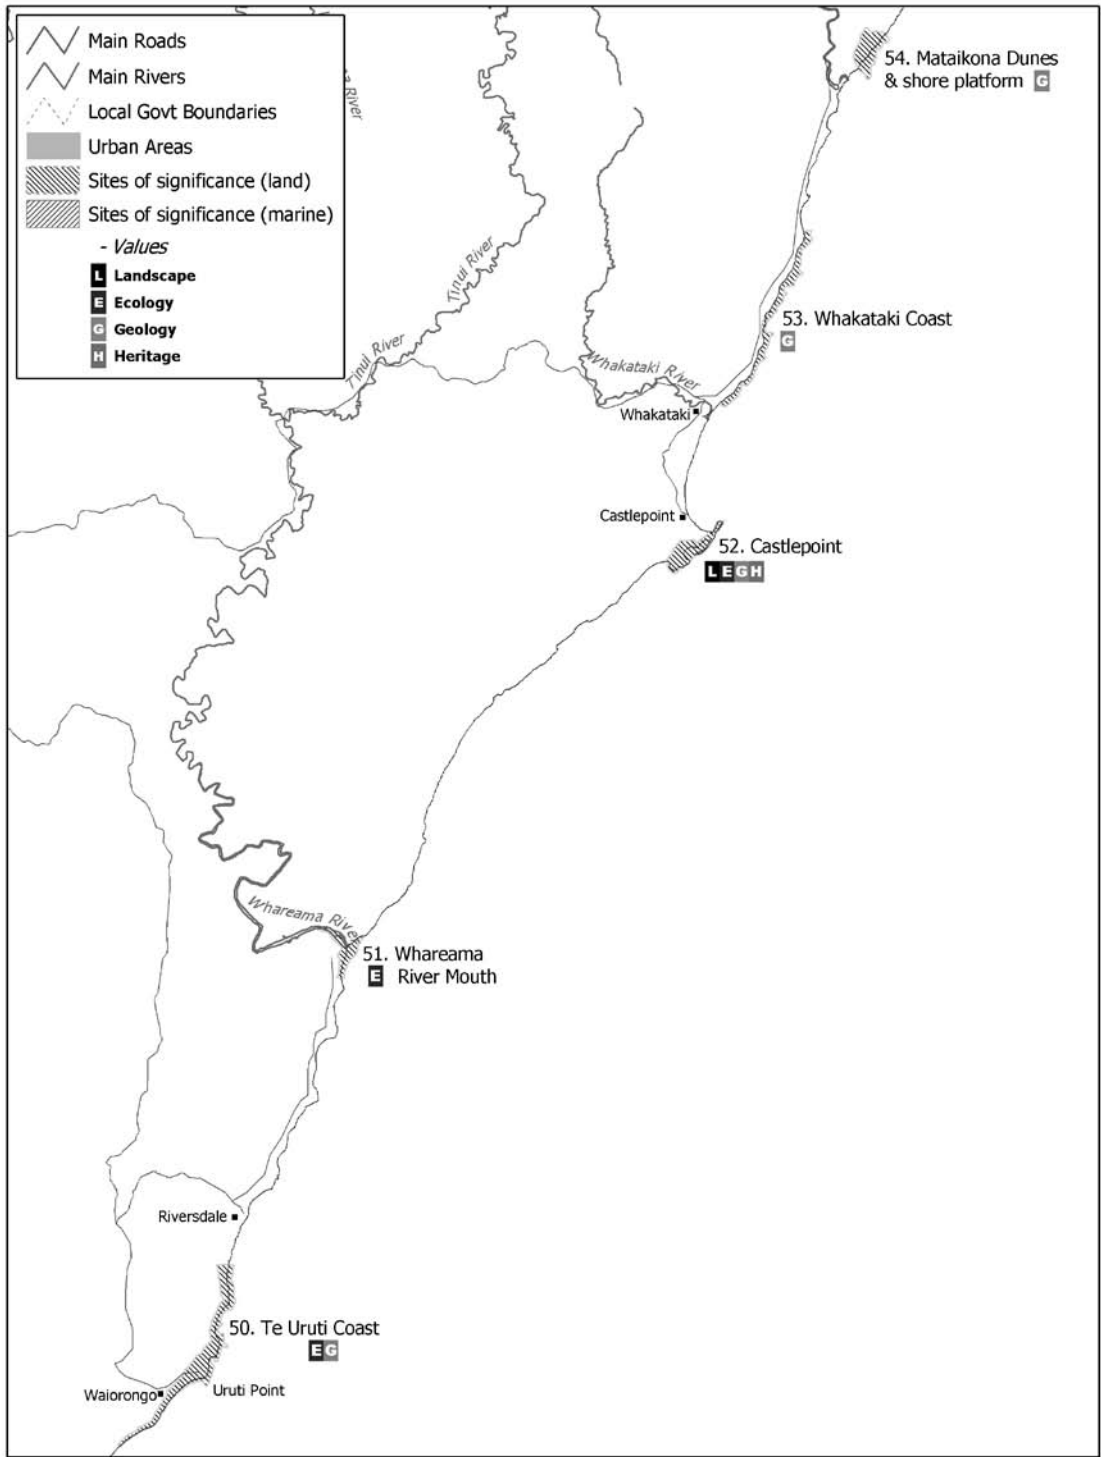 Main Roads
Main Rivers
Local Govt Boundaries
Urban Areas
Sites of significance (land)
Sites of significance (marine)
- Values
L Landscape
E Ecology
G Geology
H Heritage
River
54. Mataikona Dunes
& shore platform G
Tinui River
Tinui River
53. Whakataki Coast
G
Whakataki River
Whakataki
Castlepoint
52. Castlepoint
L E G H
Whareama River
51. Whareama
E River Mouth
Riversdale
50. Te Uruti Coast
E G
Uruti Point
Waiorongo